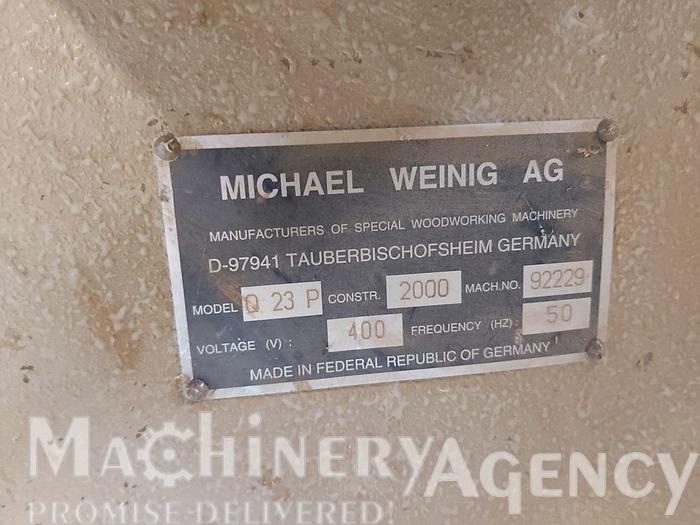 MICHAEL WEINIG AG
MANUFACTURERS OF SPECIAL WOODWORKING MACHINERY
D-97941 TAUBERBISCHOFSHEIM GERMANY
MODEL Q 23 P CONSTR. 2000 MACH.NO. 92229
VOLTAGE (V) : 400 FREQUENCY (HZ) : 50
MADE IN FEDERAL REPUBLIC OF GERMANY
MACHINERYAGENCY
PROMISE-DELIVERED!